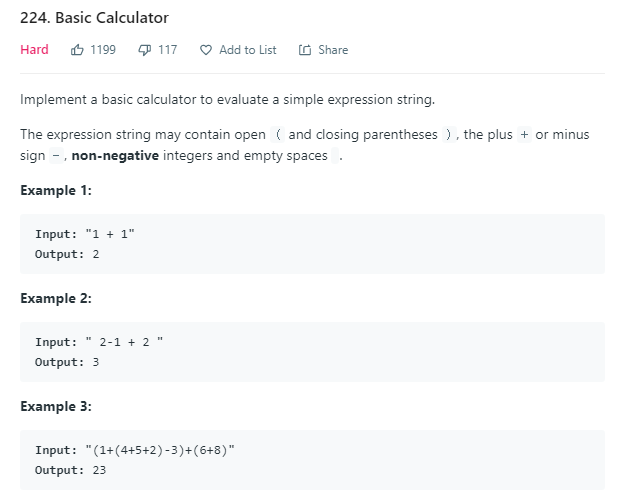 224. Basic Calculator
Hard 1199 117 Add to List Share
Implement a basic calculator to evaluate a simple expression string.
The expression string may contain open ( and closing parentheses ) , the plus + or minus
sign - , non-negative integers and empty spaces .
Example 1:
Input: "1 + 1"
Output: 2
Example 2:
Input: " 2-1 + 2 "
Output: 3
Example 3:
Input: "(1+(4+5+2)-3)+(6+8)"
Output: 23